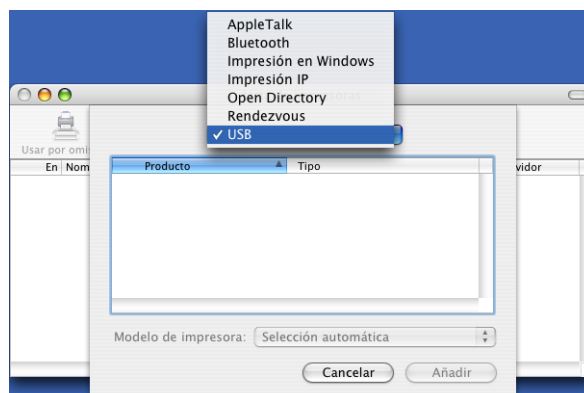 AppleTalk
Bluetooth
Impresión en Windows
Impresión IP
Open Directory
Rendezvous
✓ USB
Usar por omi
En Nom
Producto Tipo
vidor
Modelo de impresora: Selección automática
Cancelar Añadir